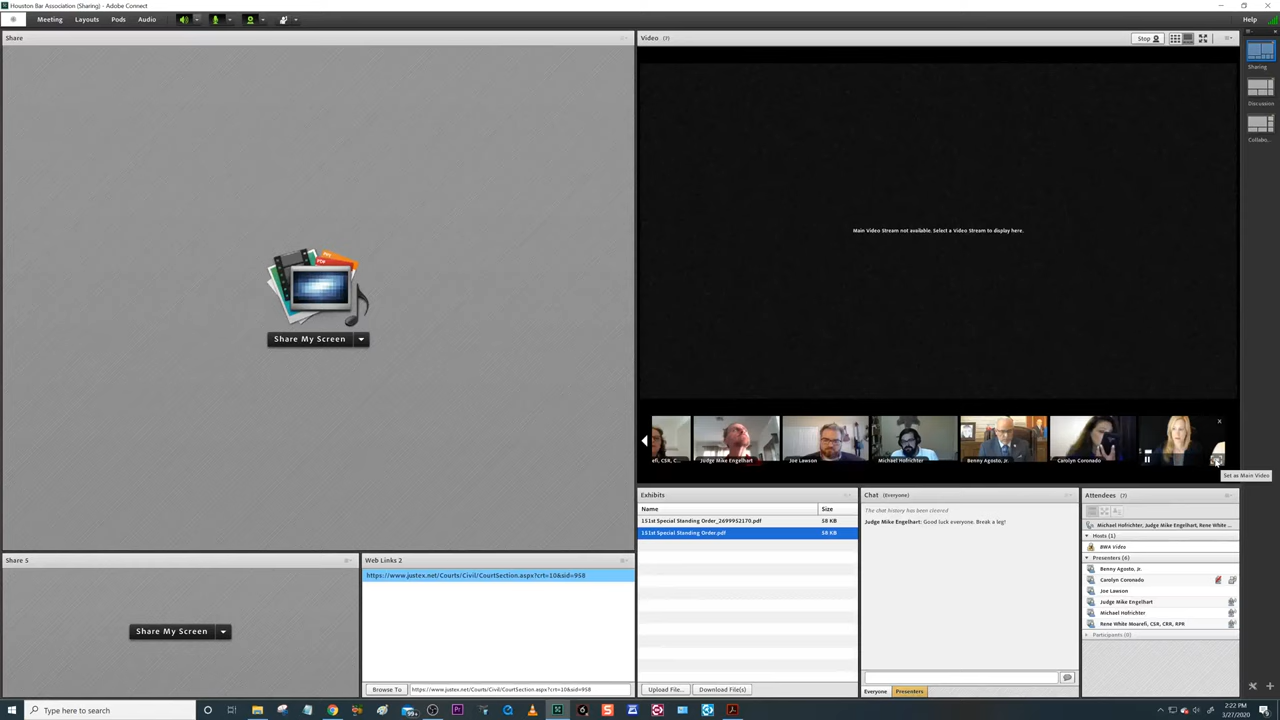 Houston Bar Association (Sharing) - Adobe Connect
Meeting Layouts Pods Audio
Help
Share
Share My Screen
Video (7)
Stop
Main Video Stream not available. Select a Video Stream to display here.
efi, CSR, C...
Judge Mike Engelhart
Joe Lawson
Michael Hofrichter
Benny Agosto, Jr.
Carolyn Coronado
Set as Main Video
Sharing
Discussion
Collabo...
Share 5
Share My Screen
Web Links 2
https://www.justex.net/Courts/Civil/CourtSection.aspx?crt=10&sid=958
Browse To
https://www.justex.net/Courts/Civil/CourtSection.aspx?crt=10&sid=958
Exhibits
Name Size
151st Special Standing Order_2699952170.pdf 58 KB
151st Special Standing Order.pdf 58 KB
Upload File...
Download File(s)
Chat (Everyone)
The chat history has been cleared
Judge Mike Engelhart: Good luck everyone. Break a leg!
Everyone Presenters
Attendees (7)
Michael Hofrichter, Judge Mike Engelhart, Rene White ...
Hosts (1)
BWA Video
Presenters (6)
Benny Agosto, Jr.
Carolyn Coronado
Joe Lawson
Judge Mike Engelhart
Michael Hofrichter
Rene White Moarefi, CSR, CRR, RPR
Participants (0)
Type here to search
99+
2:22 PM
3/27/2020